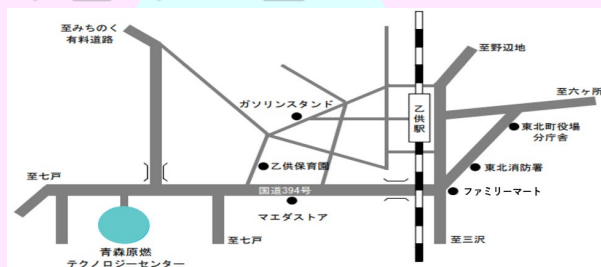 至みちのく
有料道路
至野辺地
ガソリンスタンド
乙供駅
至六ヶ所
東北町役場
分庁舎
乙供保育園
東北消防署
至七戸
国道394号
ファミリーマート
マエダストア
至七戸
至三沢
青森原燃
テクノロジーセンター